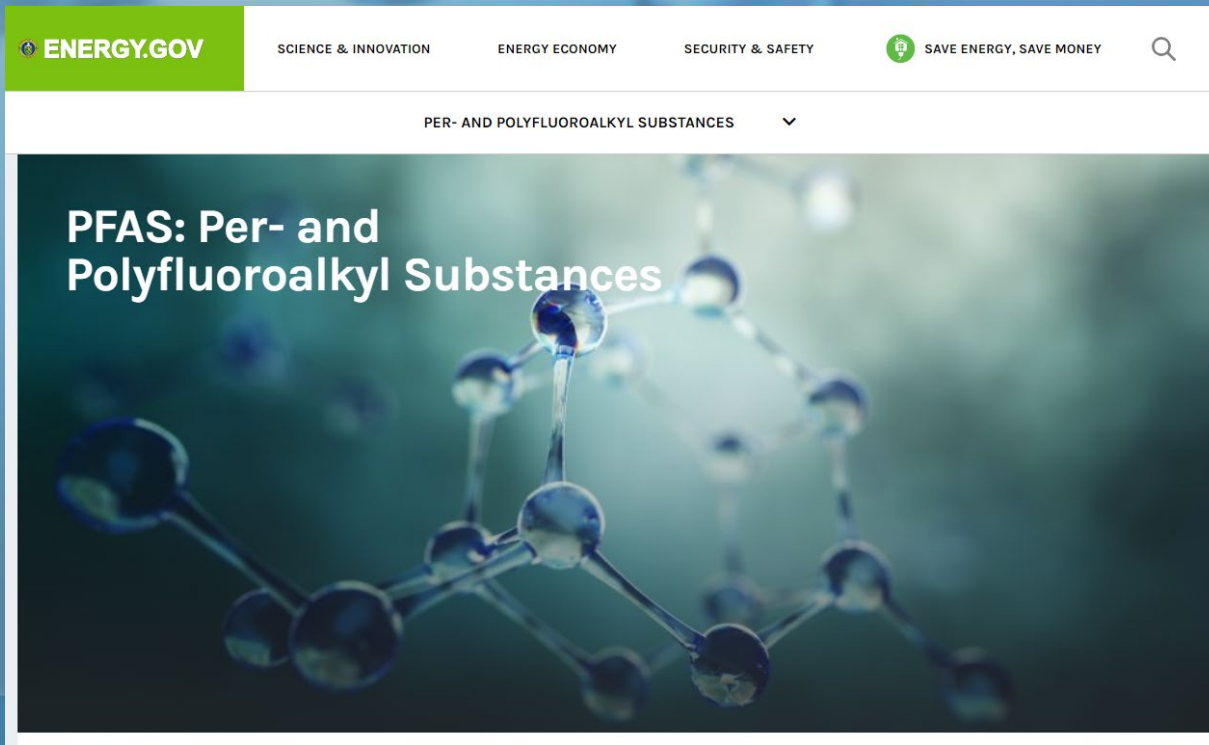 ENERGY.GOV
SCIENCE & INNOVATION
ENERGY ECONOMY
SECURITY & SAFETY
SAVE ENERGY, SAVE MONEY
PER- AND POLYFLUOROALKYL SUBSTANCES
PFAS: Per- and
Polyfluoroalkyl Substances